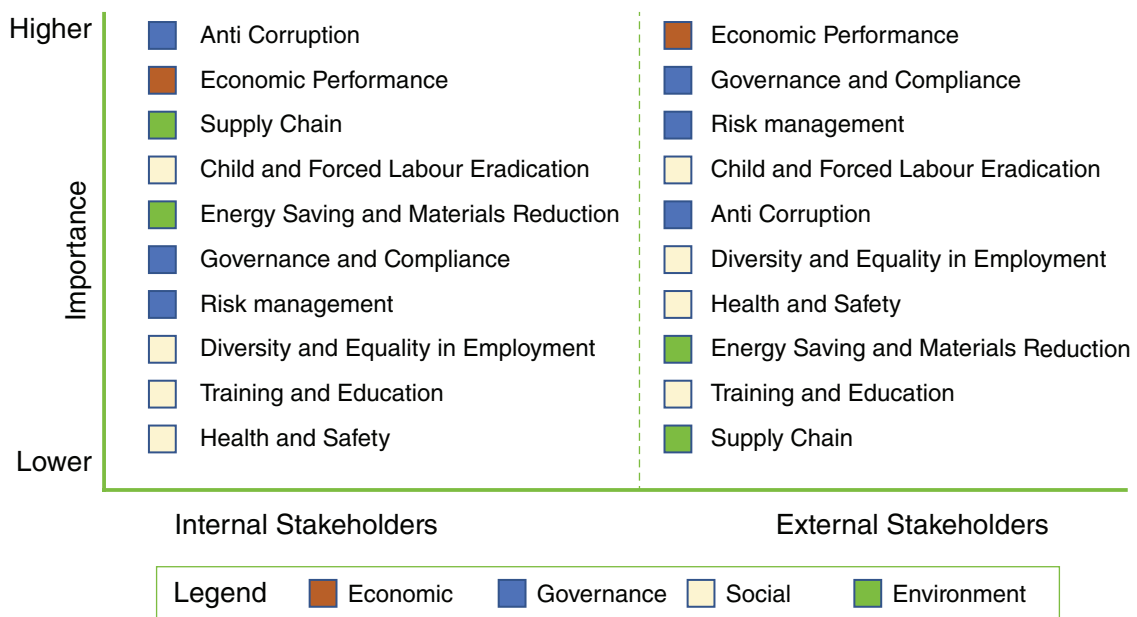 Higher
Anti Corruption
Economic Performance
Supply Chain
Child and Forced Labour Eradication
Energy Saving and Materials Reduction
Governance and Compliance
Risk management
Diversity and Equality in Employment
Training and Education
Health and Safety
Economic Performance
Governance and Compliance
Risk management
Child and Forced Labour Eradication
Anti Corruption
Diversity and Equality in Employment
Health and Safety
Energy Saving and Materials Reduction
Training and Education
Supply Chain
Importance
Lower
Internal Stakeholders
External Stakeholders
Legend
Economic
Governance
Social
Environment